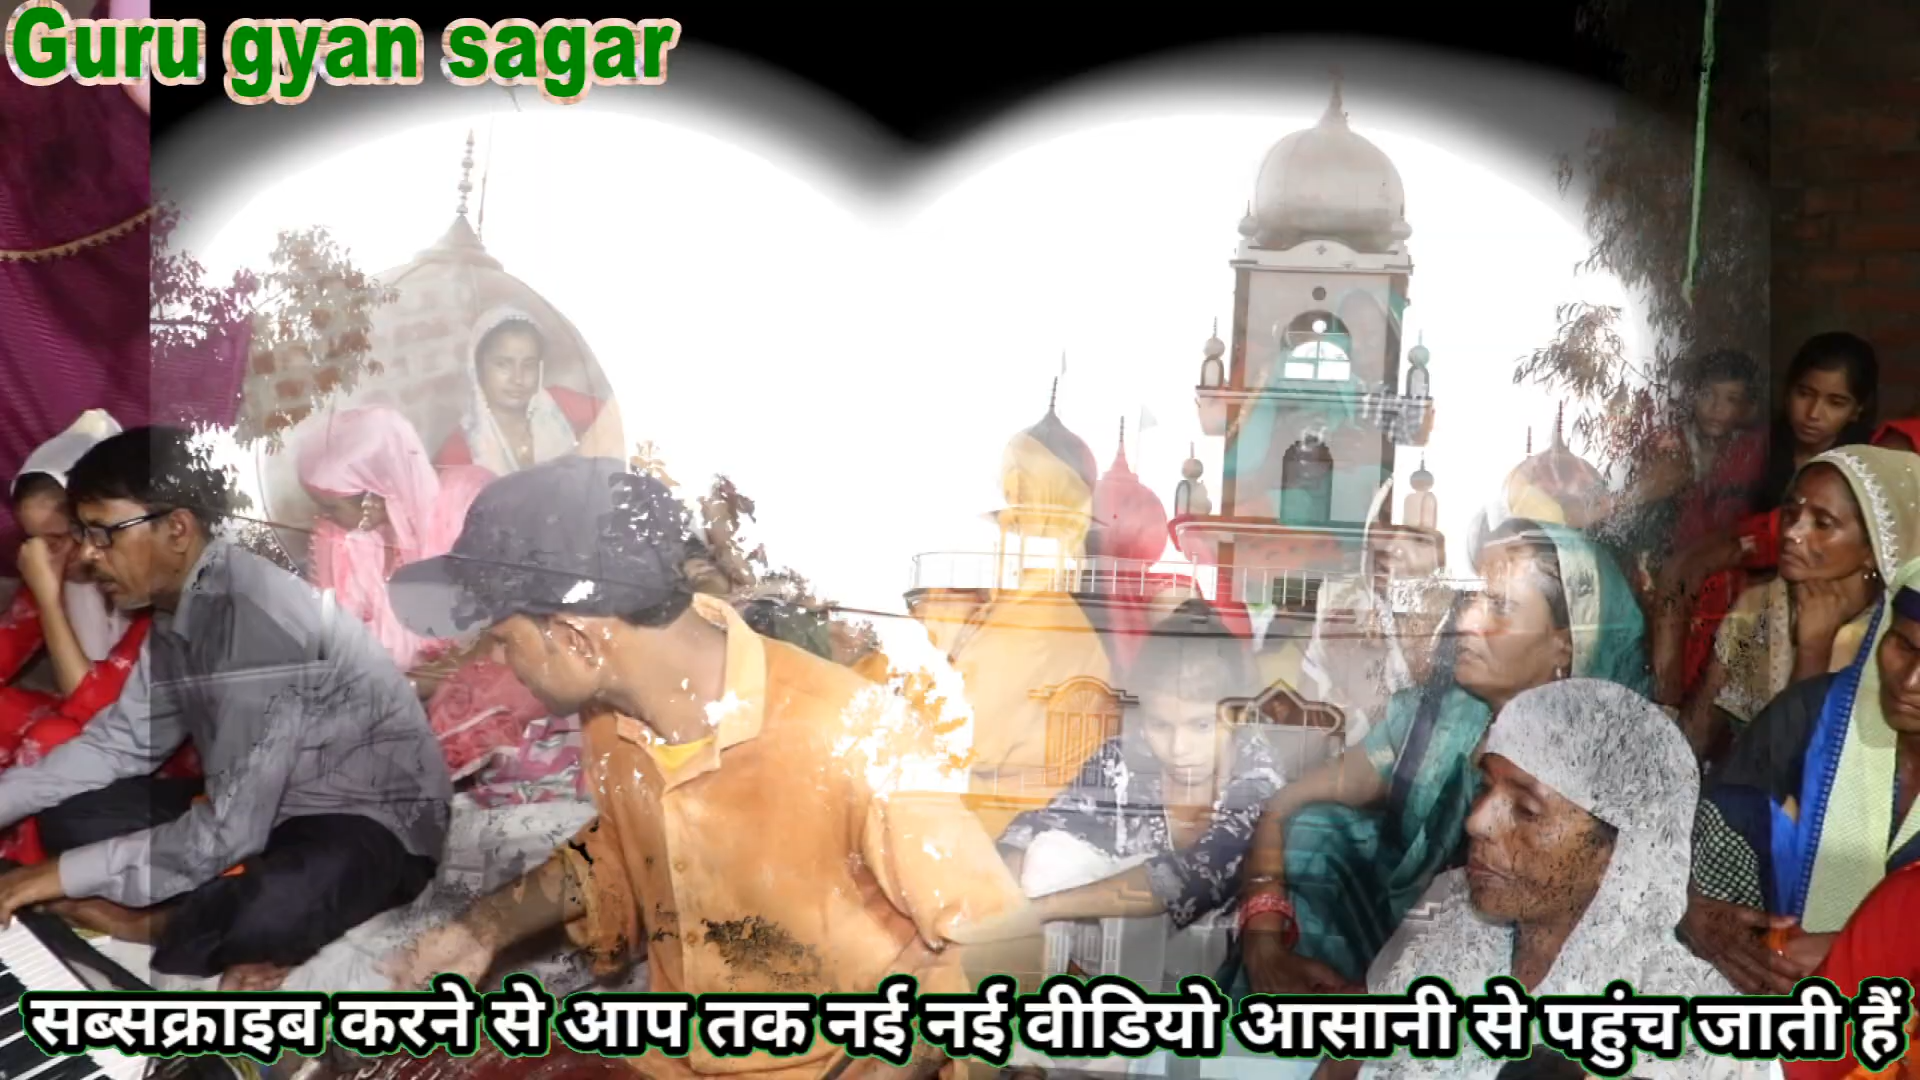 Guru gyan sagar
सब्सक्राइब करने से आप तक नई नई वीडियो आसानी से पहुंच जाती हैं